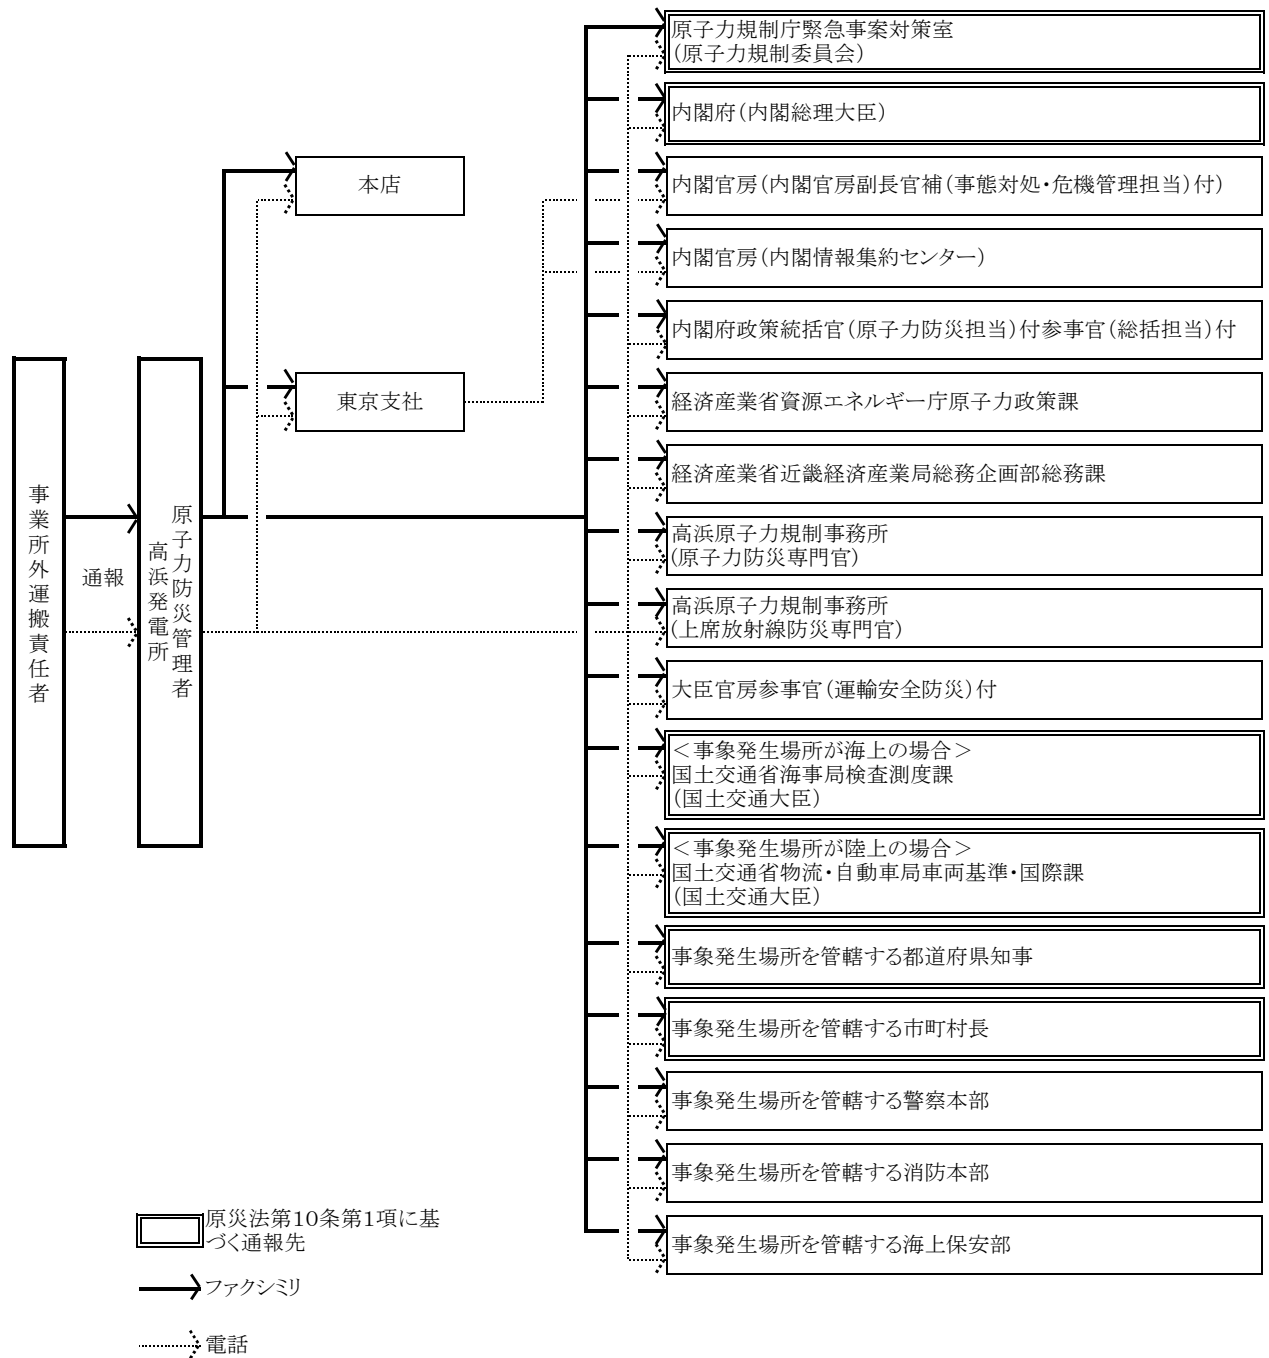 原子力規制庁緊急事案対策室
（原子力規制委員会）
内閣府（内閣総理大臣）
本店
内閣官房（内閣官房副長官補（事態対処・危機管理担当）付）
内閣官房（内閣情報集約センター）
内閣府政策統括官（原子力防災担当）付参事官（総括担当）付
東京支社
経済産業省資源エネルギー庁原子力政策課
経済産業省近畿経済産業局総務企画部総務課
事業所外運搬責任者
通報
原子力防災管理者
高浜発電所
高浜原子力規制事務所
（原子力防災専門官）
高浜原子力規制事務所
（上席放射線防災専門官）
大臣官房参事官（運輸安全防災）付
＜事象発生場所が海上の場合＞
国土交通省海事局検査測度課
（国土交通大臣）
＜事象発生場所が陸上の場合＞
国土交通省物流・自動車局車両基準・国際課
（国土交通大臣）
事象発生場所を管轄する都道府県知事
事象発生場所を管轄する市町村長
事象発生場所を管轄する警察本部
事象発生場所を管轄する消防本部
事象発生場所を管轄する海上保安部
原災法第１０条第１項に基
づく通報先
ファクシミリ
電話